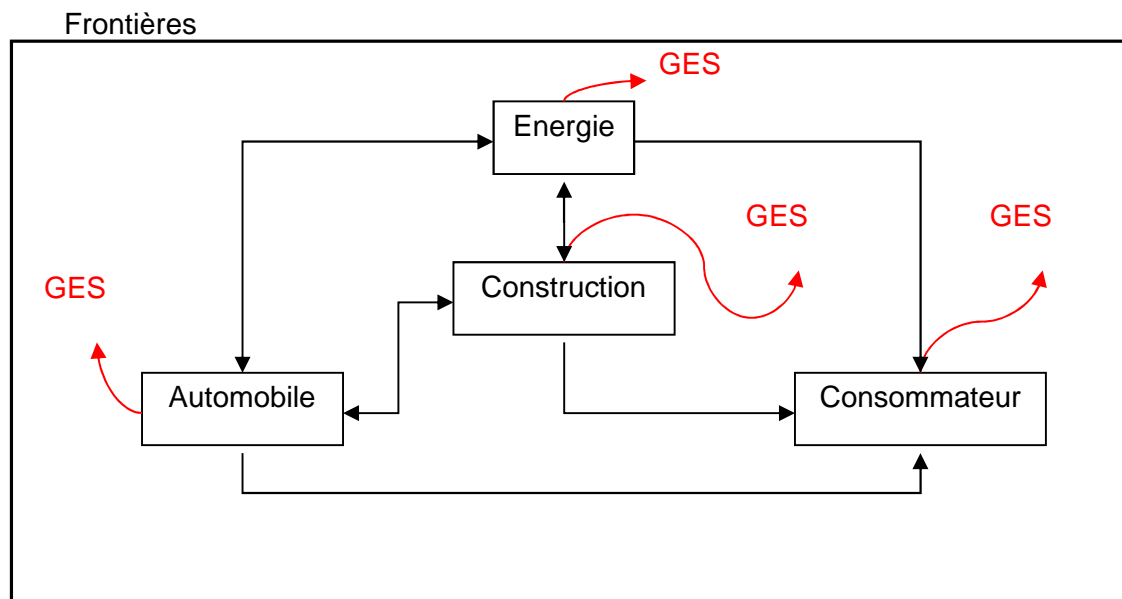 Frontières
GES
Energie
GES
GES
Construction
GES
Automobile
Consommateur